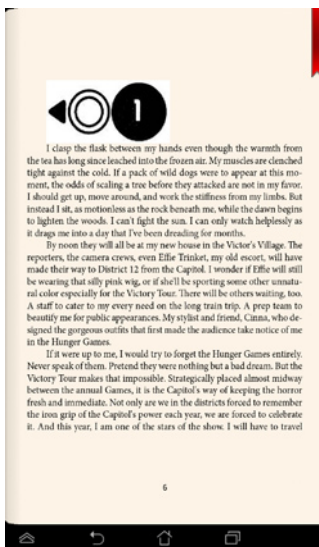 1
I clasp the flask between my hands even though the warmth from
the tea has long since leached into the frozen air. My muscles are clenched
tight against the cold. If a pack of wild dogs were to appear at this mo-
ment, the odds of scaling a tree before they attacked are not in my favor.
I should get up, move around, and work the stiffness from my limbs. But
instead I sit, as motionless as the rock beneath me, while the dawn begins
to lighten the woods. I can't fight the sun. I can only watch helplessly as
it drags me into a day that I've been dreading for months.
By noon they will all be at my new house in the Victor's Village. The
reporters, the camera crews, even Effie Trinket, my old escort, will have
made their way to District 12 from the Capitol. I wonder if Effie will still
be wearing that silly pink wig, or if she'll be sporting some other unnatu-
ral color especially for the Victory Tour. There will be others waiting, too.
A staff to cater to my every need on the long train trip. A prep team to
beautify me for public appearances. My stylist and friend, Cinna, who de-
signed the gorgeous outfits that first made the audience take notice of me
in the Hunger Games.
If it were up to me, I would try to forget the Hunger Games entirely.
Never speak of them. Pretend they were nothing but a bad dream. But the
Victory Tour makes that impossible. Strategically placed almost midway
between the annual Games, it is the Capitol's way of keeping the horror
fresh and immediate. Not only are we in the districts forced to remember
the iron grip of the Capitol's power each year, we are forced to celebrate
it. And this year, I am one of the stars of the show. I will have to travel
6